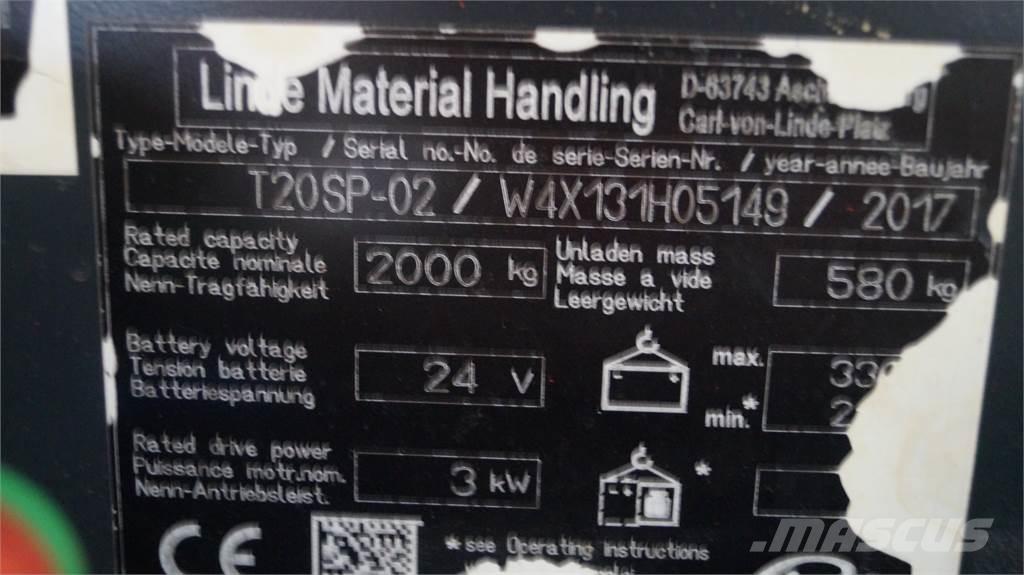 Linde Material Handling
D-63743
Carl-von-Linde-Platz
Type-Modele-Typ / Serial no.-No. de serie-Serien-Nr. / year-annee-Baujahr
T20SP-02 / W4X131H05149 / 2017
Rated capacity
Capacite nominale
Nenn-Tragfahigkeit
2000 kg
Unladen mass
Masse a vide
Leergewicht
580 kg
Battery voltage
Tension batterie
Batteriespannung
24 V
max.
*
min.
Rated drive power
Puissance motr.nom.
Nenn-Antriebsleist.
3 kW
*
CE
*see Operating instructions
MASCUS